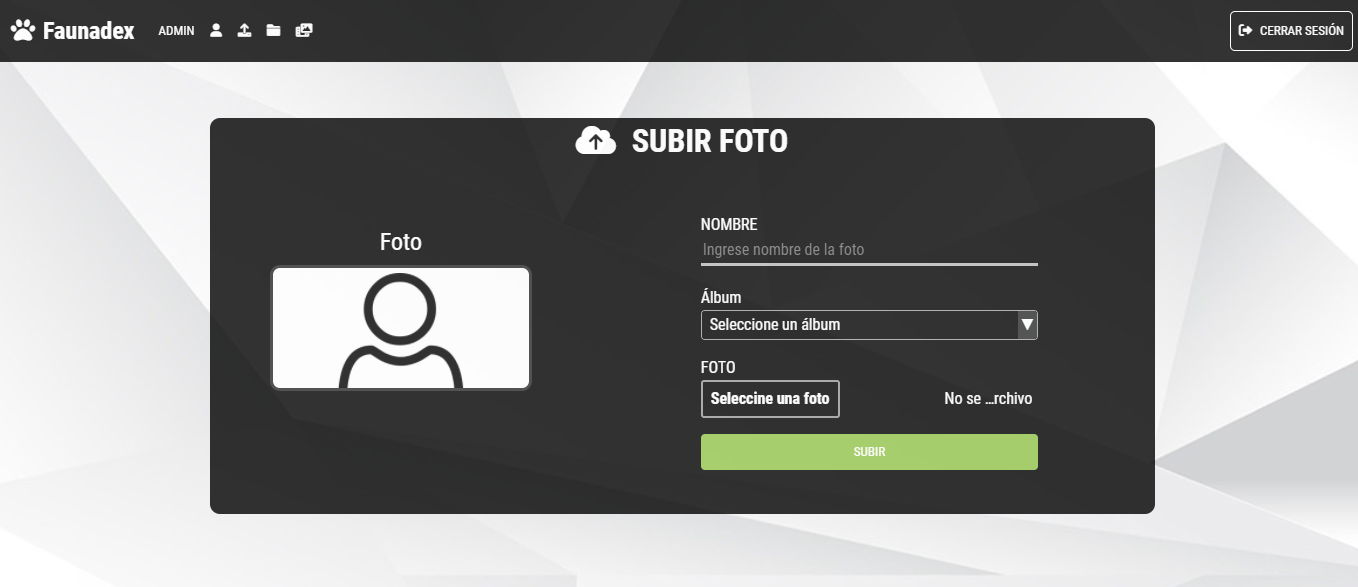 Faunadex
ADMIN
CERRAR SESIÓN
SUBIR FOTO
Foto
NOMBRE
Ingrese nombre de la foto
Álbum
Seleccione un álbum
FOTO
Seleccine una foto
No se ...rchivo
SUBIR